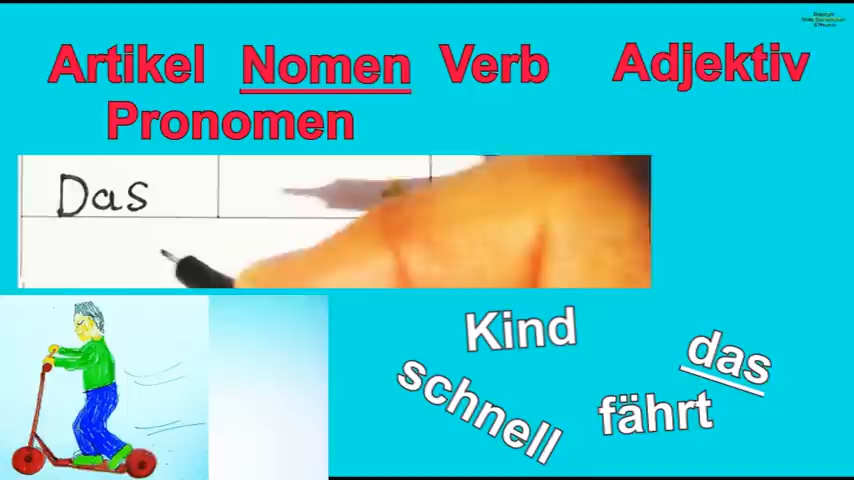 Artikel Nomen Verb Adjektiv
Pronomen
Das
Kind
das
schnell
fährt